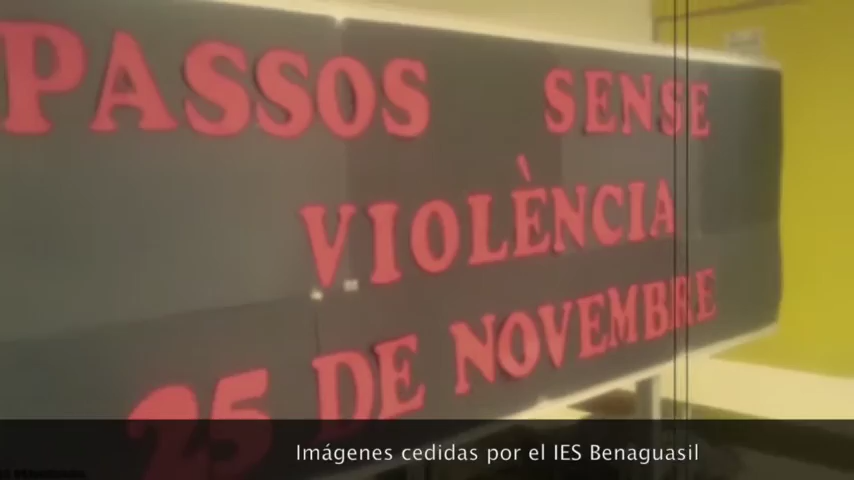 PASSOS SENSE
VIOLÈNCIA
25 DE NOVEMBRE
Imágenes cedidas por el IES Benaguasil